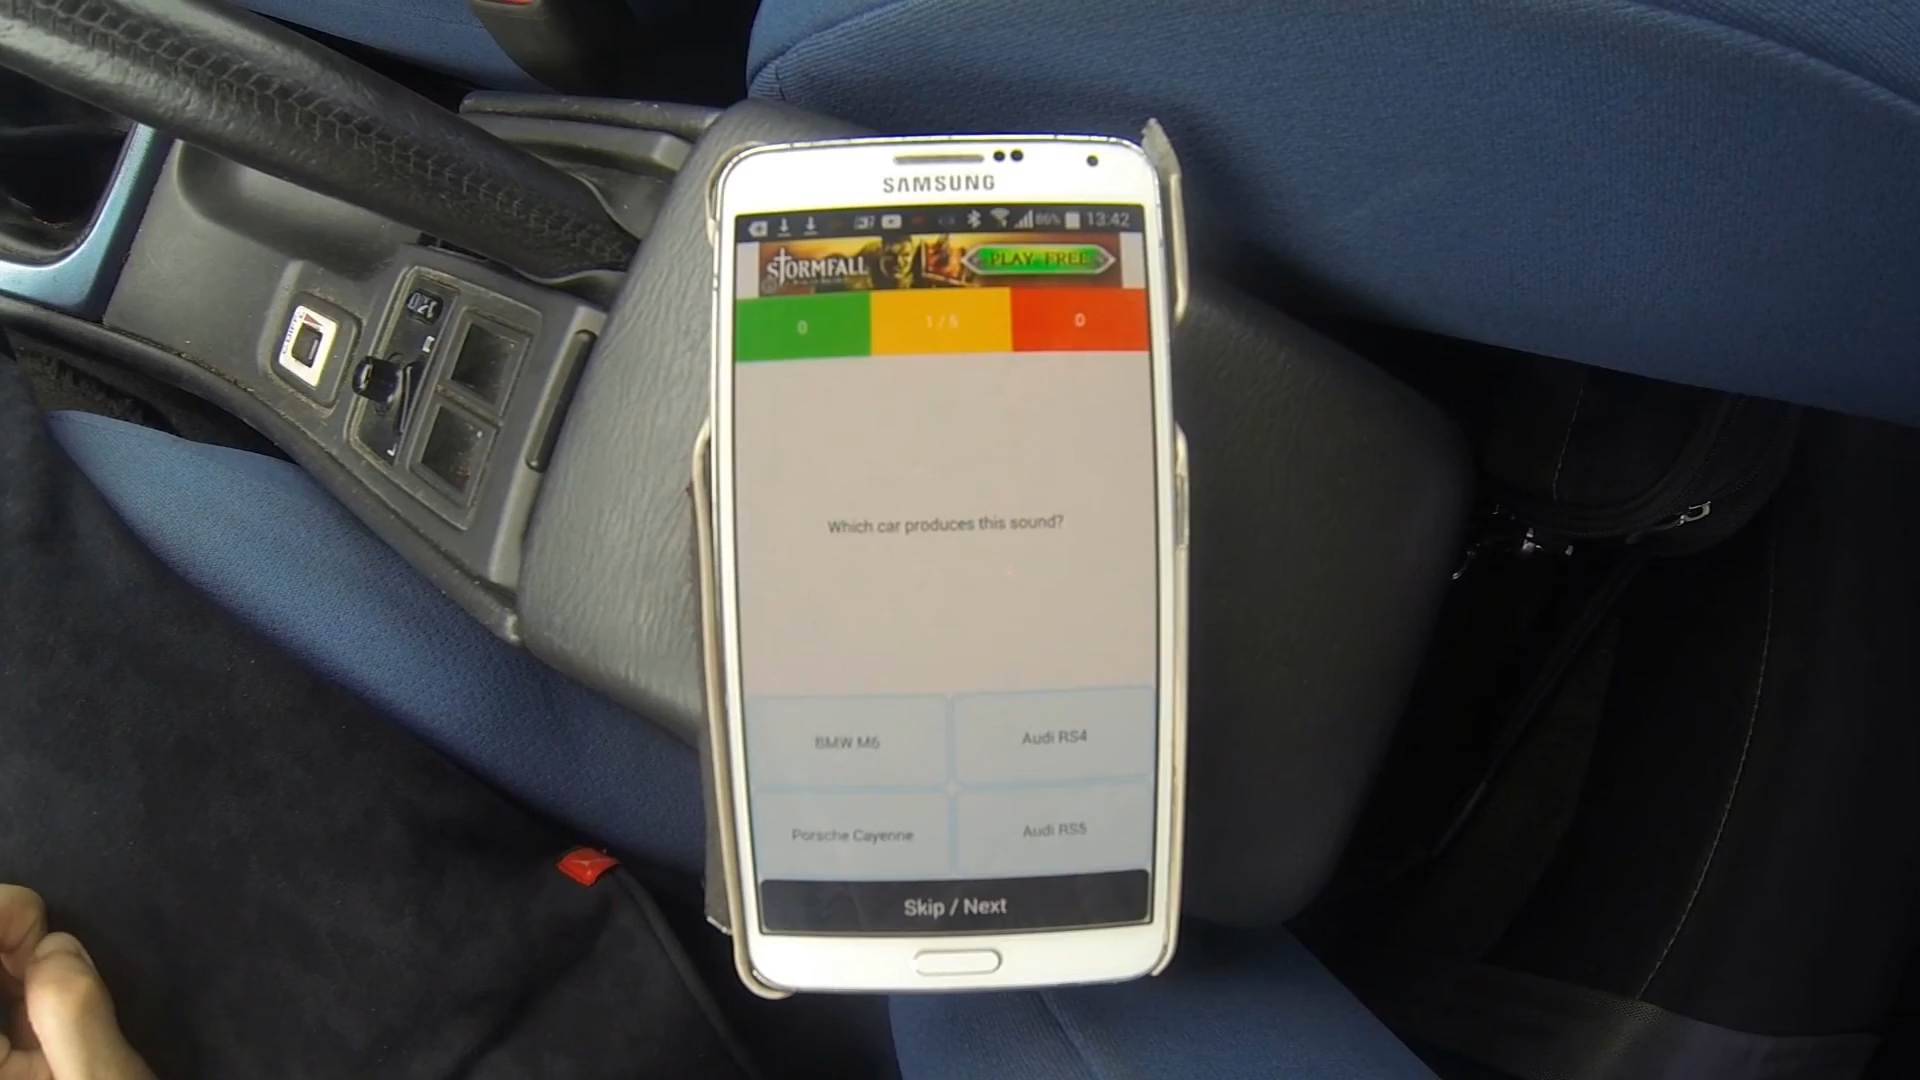 SAMSUNG
86% 13:42
STORMFALL
PLAY FREE
0
1 / 5
0
Which car produces this sound?
BMW M6
Audi RS4
Porsche Cayenne
Audi RS5
Skip / Next
R
L